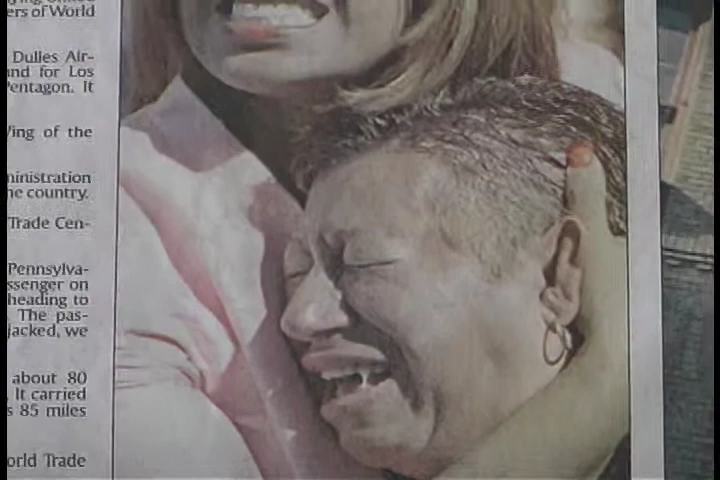 ers of World
Dulles Air-
and for Los
Pentagon. It
Wing of the
ministration
he country.
Trade Cen-
Pennsylva-
ssenger on
heading to
The pas-
jacked, we
about 80
It carried
s 85 miles
orld Trade